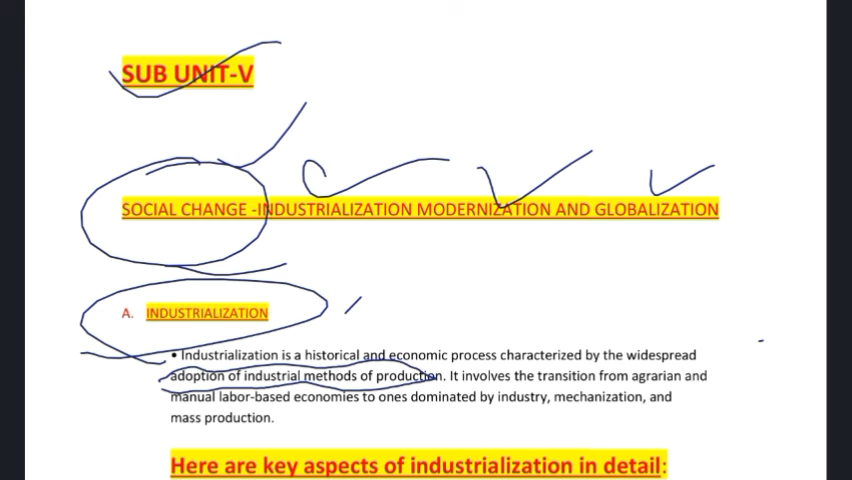 SUB UNIT-V
SOCIAL CHANGE -INDUSTRIALIZATION MODERNIZATION AND GLOBALIZATION
A. INDUSTRIALIZATION
• Industrialization is a historical and economic process characterized by the widespread
adoption of industrial methods of production. It involves the transition from agrarian and
manual labor-based economies to ones dominated by industry, mechanization, and
mass production.
Here are key aspects of industrialization in detail: